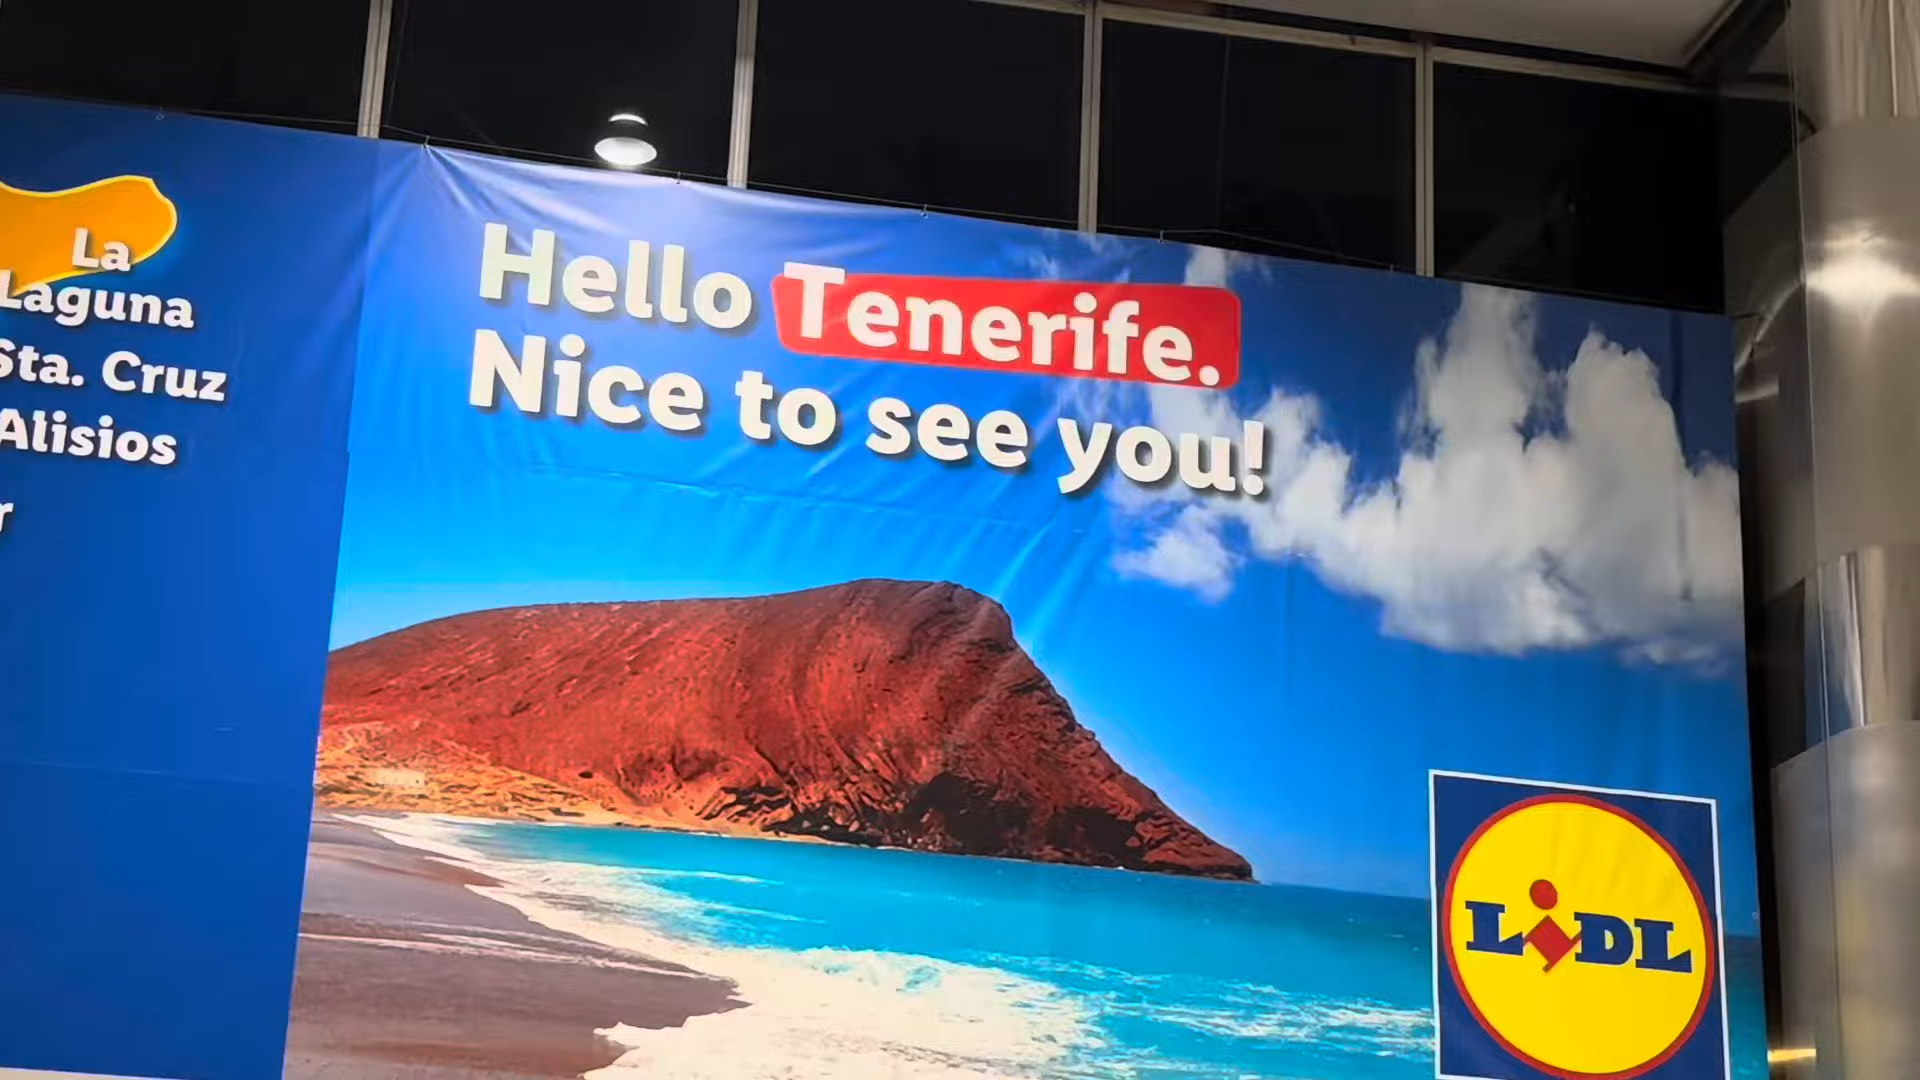 La
Laguna
Sta. Cruz
Alisios
r
Hello Tenerife.
Nice to see you!
LiDL